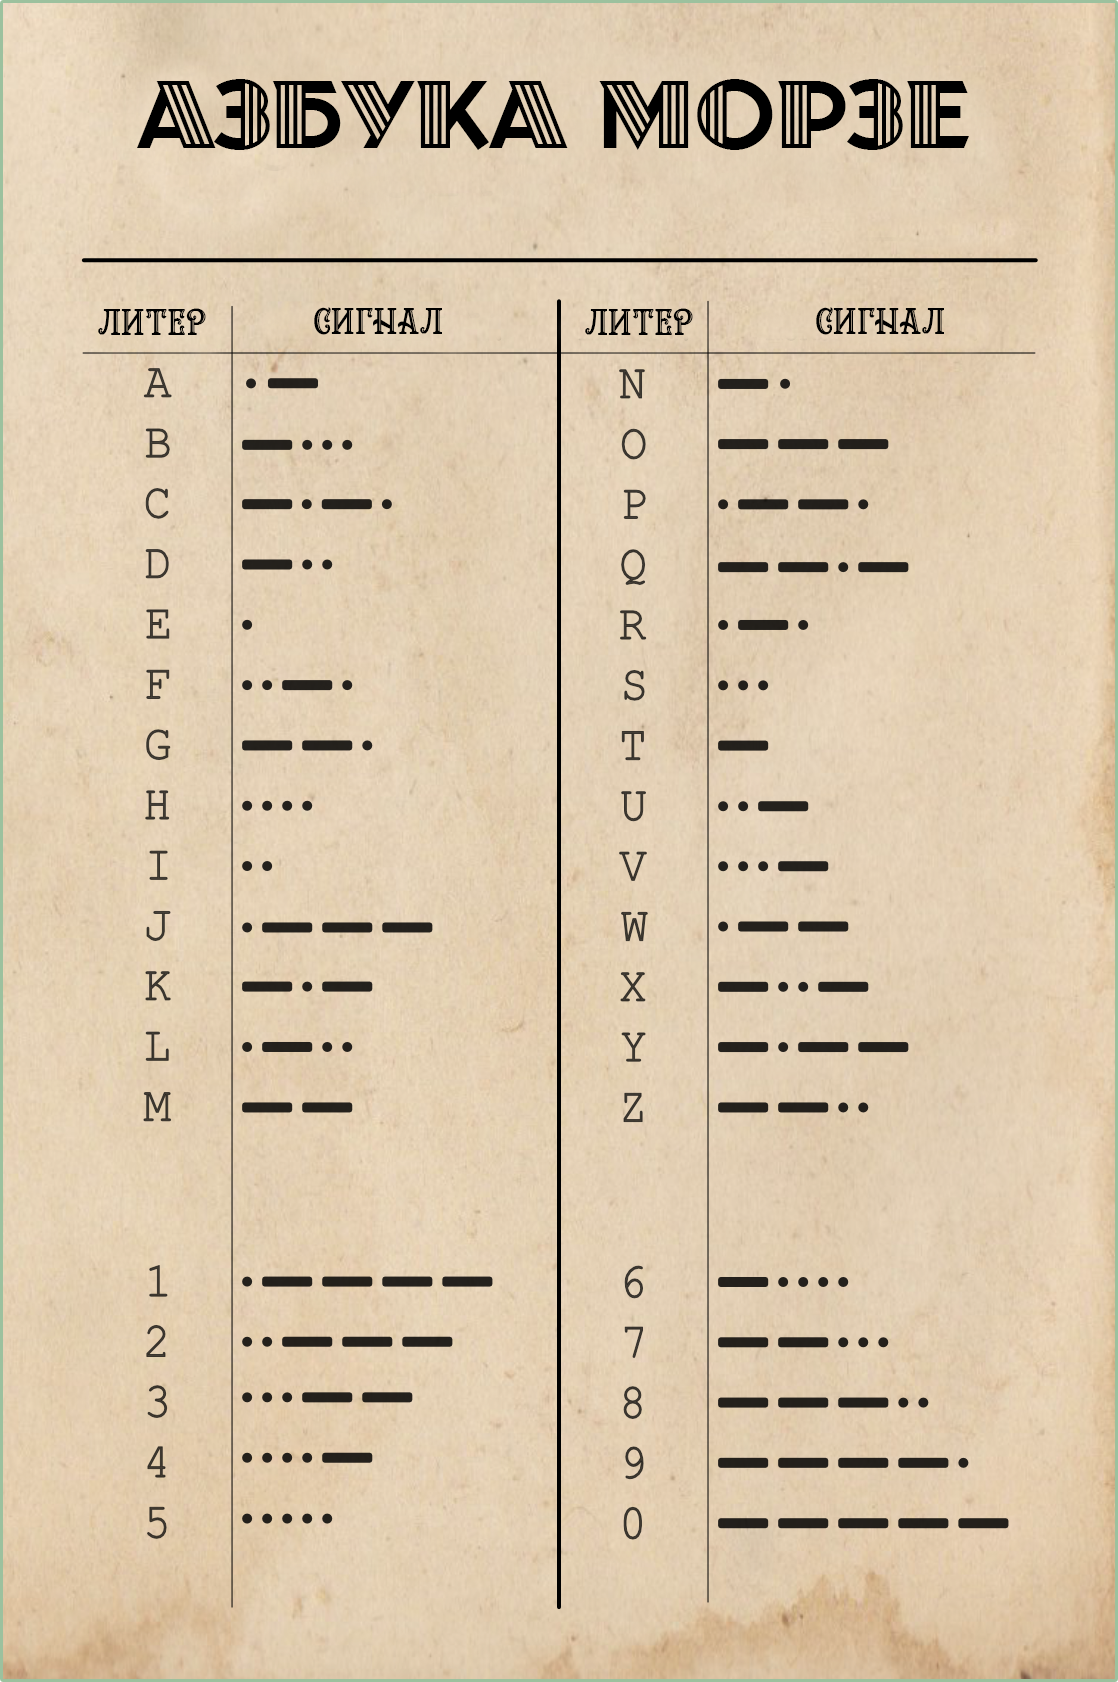 АЗБУКА МОРЗЕ
ЛИТЕР СИГНАЛ ЛИТЕР СИГНАЛ
A •— N —•
B —••• O ———
C —•—• P •——•
D —•• Q ——•—
E • R •—•
F ••—• S •••
G ——• T —
H •••• U ••—
I •• V •••—
J •——— W •——
K —•— X —••—
L •—•• Y —•——
M —— Z ——••
1 •———— 6 —••••
2 ••——— 7 ——•••
3 •••—— 8 ———••
4 ••••— 9 ————•
5 ••••• 0 —————